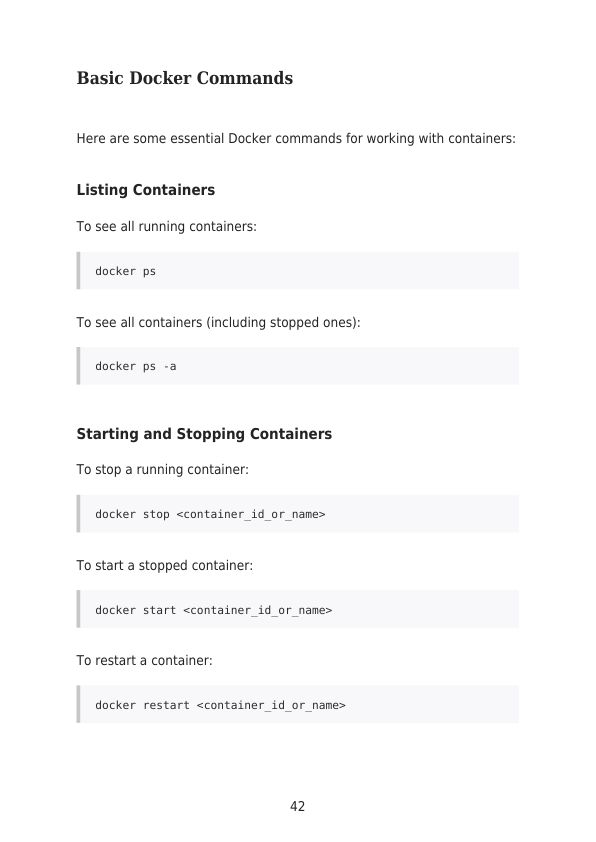 Basic Docker Commands
Here are some essential Docker commands for working with containers:
Listing Containers
To see all running containers:
docker ps
To see all containers (including stopped ones):
docker ps -a
Starting and Stopping Containers
To stop a running container:
docker stop <container_id_or_name>
To start a stopped container:
docker start <container_id_or_name>
To restart a container:
docker restart <container_id_or_name>
42